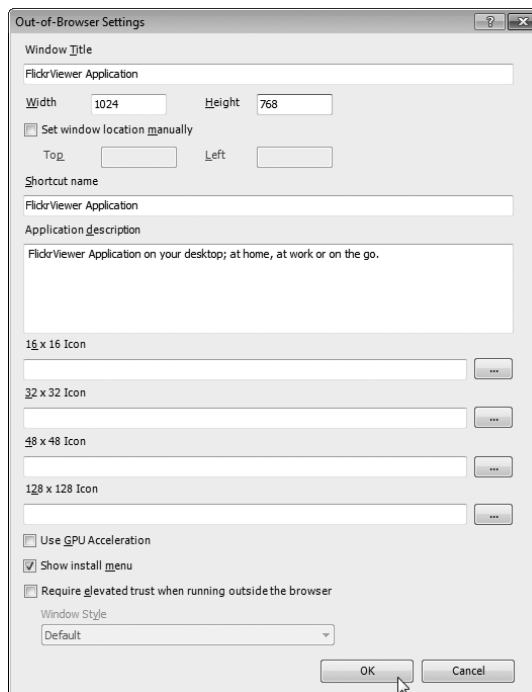 Out-of-Browser Settings
Window Title
FlickrViewer Application
Width 1024 Height 768
Set window location manually
Top Left
Shortcut name
FlickrViewer Application
Application description
FlickrViewer Application on your desktop; at home, at work or on the go.
16 x 16 Icon
...
32 x 32 Icon
...
48 x 48 Icon
...
128 x 128 Icon
...
Use GPU Acceleration
Show install menu
Require elevated trust when running outside the browser
Window Style
Default
OK Cancel